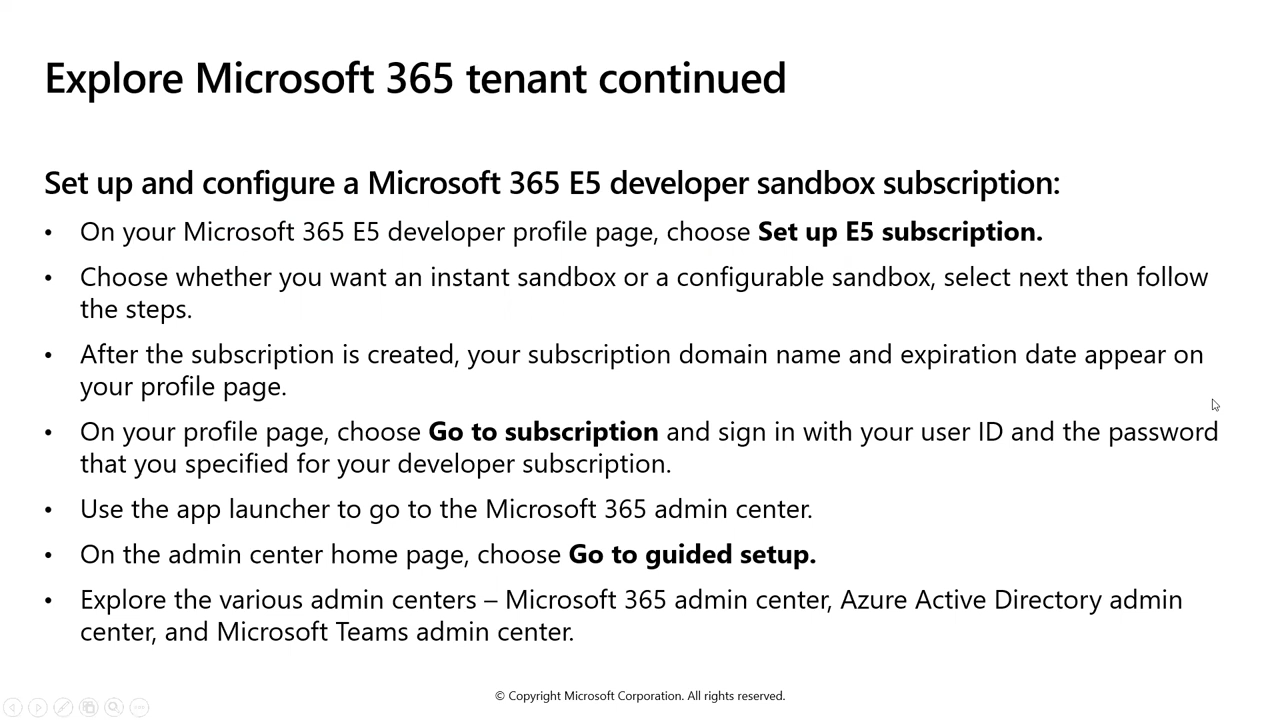 Explore Microsoft 365 tenant continued
Set up and configure a Microsoft 365 E5 developer sandbox subscription:
• On your Microsoft 365 E5 developer profile page, choose Set up E5 subscription.
• Choose whether you want an instant sandbox or a configurable sandbox, select next then follow
the steps.
• After the subscription is created, your subscription domain name and expiration date appear on
your profile page.
• On your profile page, choose Go to subscription and sign in with your user ID and the password
that you specified for your developer subscription.
• Use the app launcher to go to the Microsoft 365 admin center.
• On the admin center home page, choose Go to guided setup.
• Explore the various admin centers – Microsoft 365 admin center, Azure Active Directory admin
center, and Microsoft Teams admin center.
© Copyright Microsoft Corporation. All rights reserved.